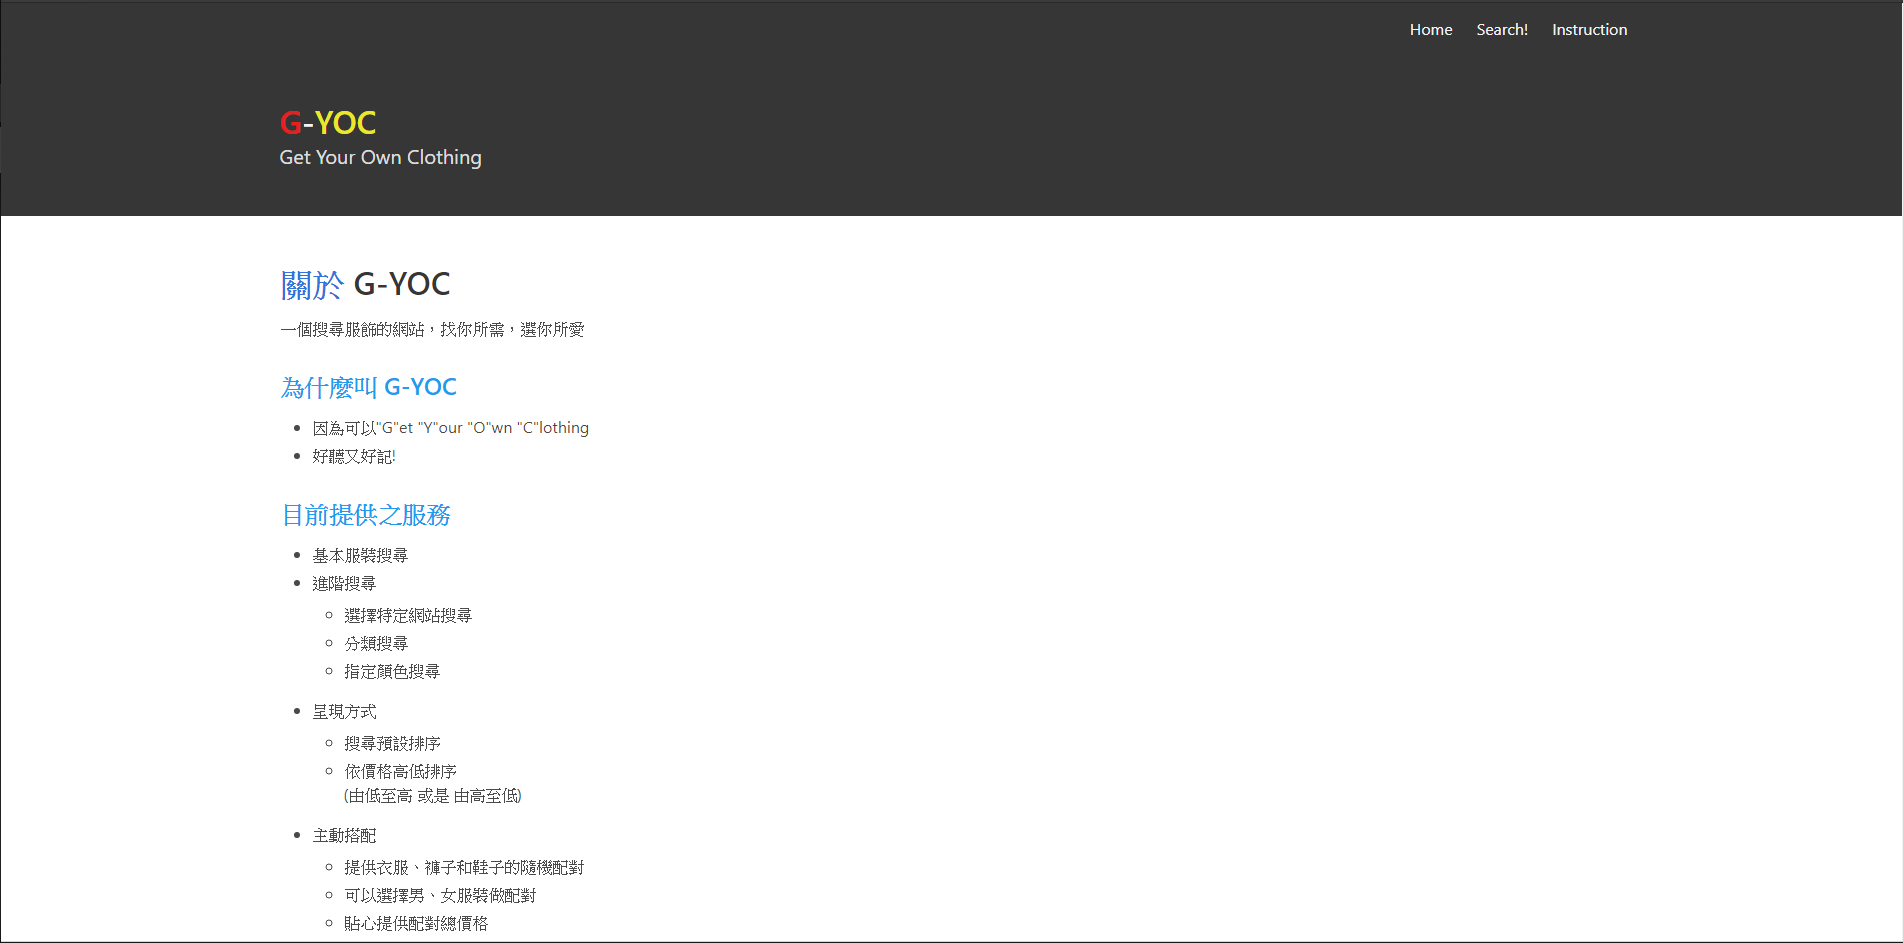 Home Search! Instruction
G-YOC
Get Your Own Clothing
關於 G-YOC
一個搜尋服飾的網站，找你所需，選你所愛
為什麼叫 G-YOC
因為可以"G"et "Y"our "O"wn "C"lothing
好聽又好記!
目前提供之服務
基本服裝搜尋
進階搜尋
選擇特定網站搜尋
分類搜尋
指定顏色搜尋
呈現方式
搜尋預設排序
依價格高低排序
(由低至高 或是 由高至低)
主動搭配
提供衣服、褲子和鞋子的隨機配對
可以選擇男、女服裝做配對
貼心提供配對總價格